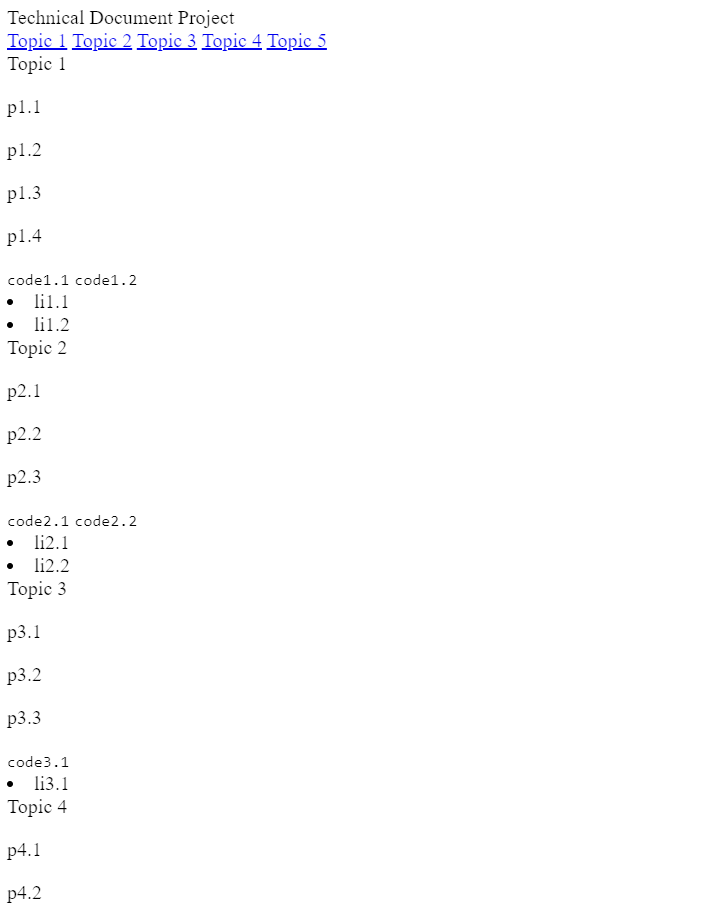 Technical Document Project
Topic 1 Topic 2 Topic 3 Topic 4 Topic 5
Topic 1
p1.1
p1.2
p1.3
p1.4
code1.1 code1.2
li1.1
li1.2
Topic 2
p2.1
p2.2
p2.3
code2.1 code2.2
li2.1
li2.2
Topic 3
p3.1
p3.2
p3.3
code3.1
li3.1
Topic 4
p4.1
p4.2